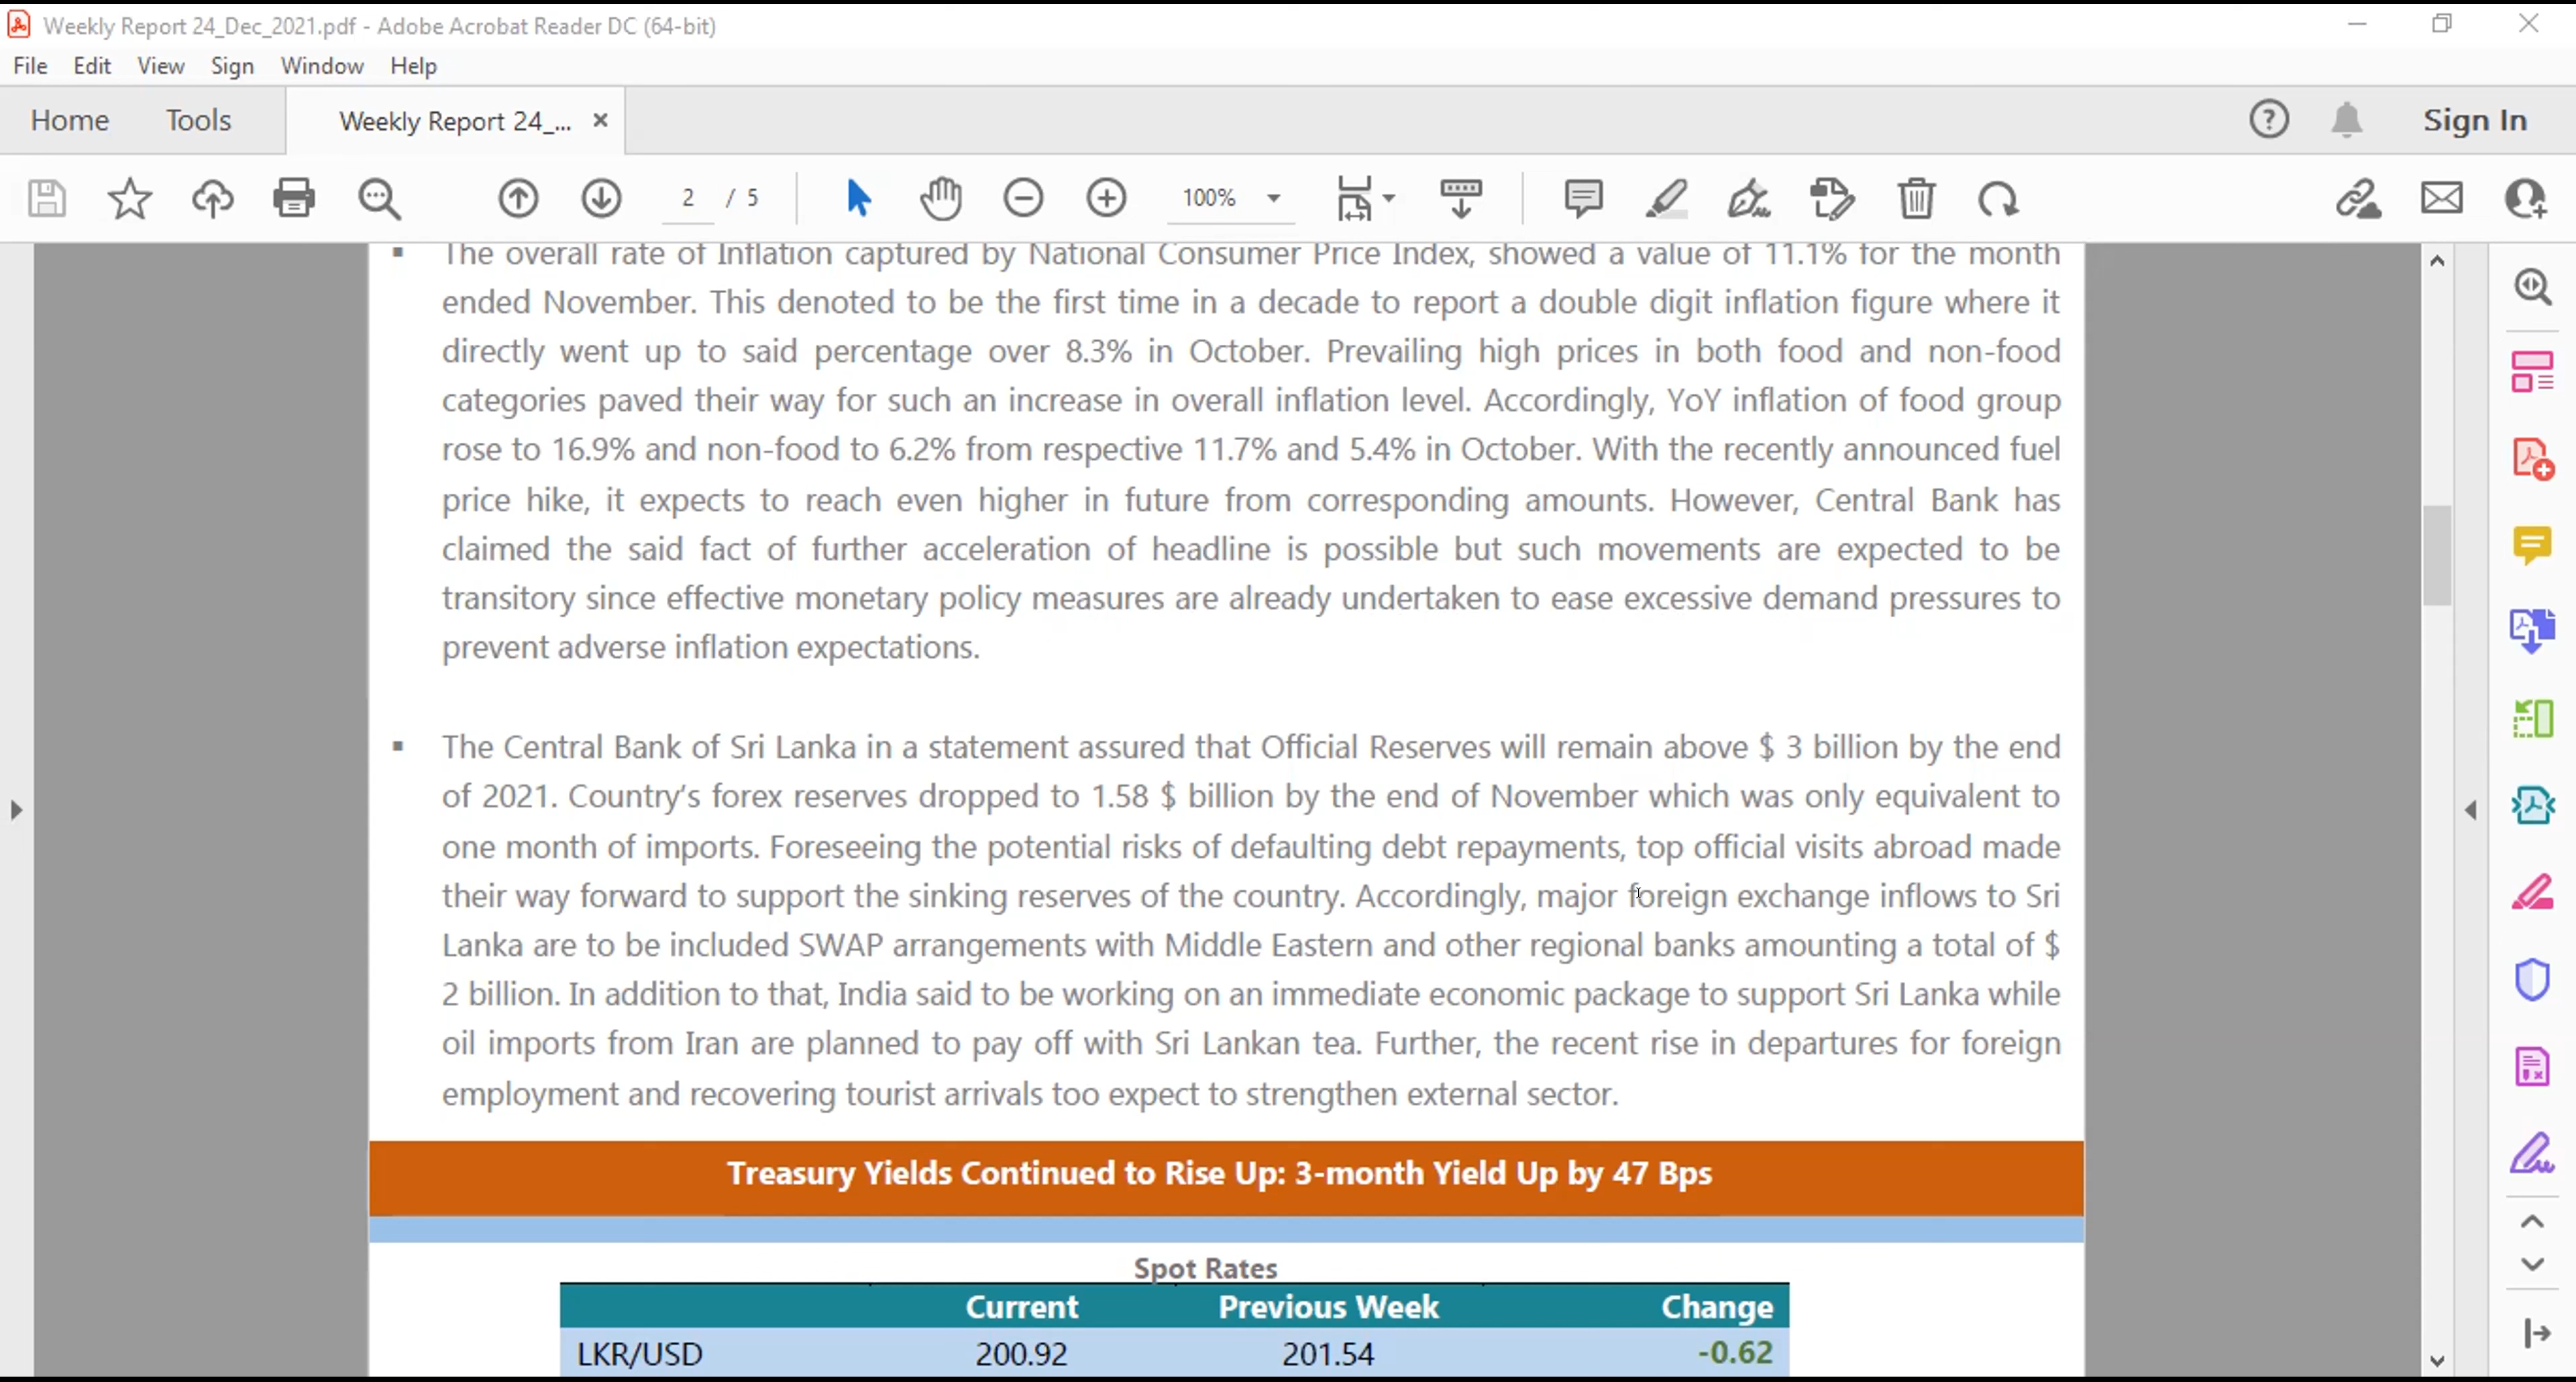 Weekly Report 24_Dec_2021.pdf - Adobe Acrobat Reader DC (64-bit)
File Edit View Sign Window Help
Home Tools Weekly Report 24_... × Sign In
2 / 5 100%
▪ The overall rate of Inflation captured by National Consumer Price Index, showed a value of 11.1% for the month
ended November. This denoted to be the first time in a decade to report a double digit inflation figure where it
directly went up to said percentage over 8.3% in October. Prevailing high prices in both food and non-food
categories paved their way for such an increase in overall inflation level. Accordingly, YoY inflation of food group
rose to 16.9% and non-food to 6.2% from respective 11.7% and 5.4% in October. With the recently announced fuel
price hike, it expects to reach even higher in future from corresponding amounts. However, Central Bank has
claimed the said fact of further acceleration of headline is possible but such movements are expected to be
transitory since effective monetary policy measures are already undertaken to ease excessive demand pressures to
prevent adverse inflation expectations.
▪ The Central Bank of Sri Lanka in a statement assured that Official Reserves will remain above $ 3 billion by the end
of 2021. Country's forex reserves dropped to 1.58 $ billion by the end of November which was only equivalent to
one month of imports. Foreseeing the potential risks of defaulting debt repayments, top official visits abroad made
their way forward to support the sinking reserves of the country. Accordingly, major foreign exchange inflows to Sri
Lanka are to be included SWAP arrangements with Middle Eastern and other regional banks amounting a total of $
2 billion. In addition to that, India said to be working on an immediate economic package to support Sri Lanka while
oil imports from Iran are planned to pay off with Sri Lankan tea. Further, the recent rise in departures for foreign
employment and recovering tourist arrivals too expect to strengthen external sector.
Treasury Yields Continued to Rise Up: 3-month Yield Up by 47 Bps
Spot Rates
Current Previous Week Change
LKR/USD 200.92 201.54 -0.62